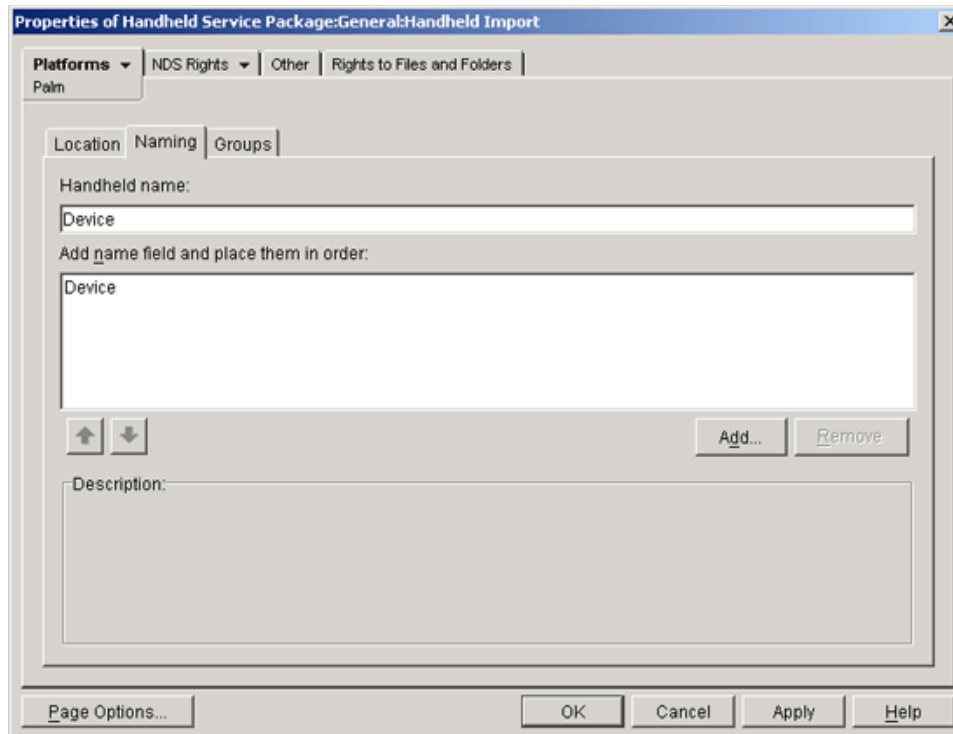 Properties of Handheld Service Package:General:Handheld Import
Platforms NDS Rights Other Rights to Files and Folders
Palm
Location Naming Groups
Handheld name:
Device
Add name field and place them in order:
Device
Add... Remove
Description:
Page Options... OK Cancel Apply Help